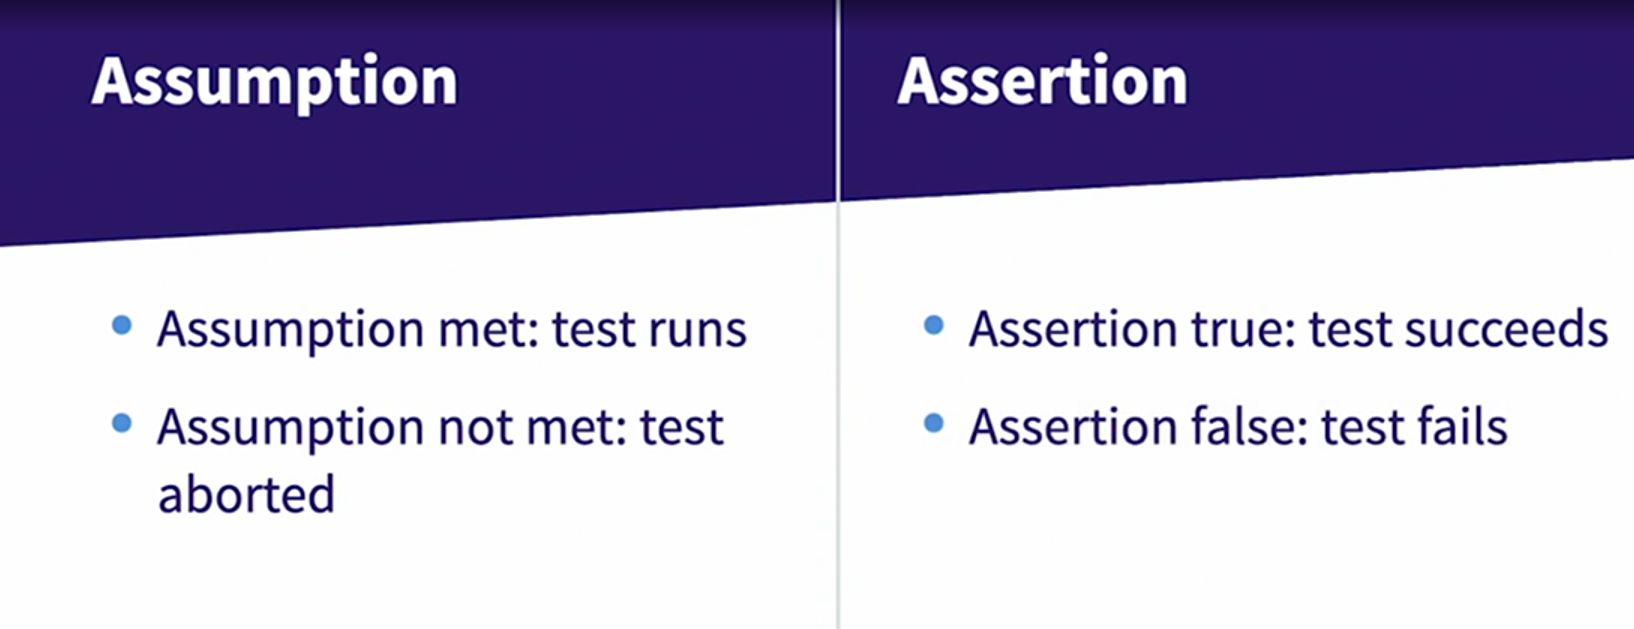 Assumption
Assumption met: test runs
Assumption not met: test
aborted
Assertion
Assertion true: test succeeds
Assertion false: test fails